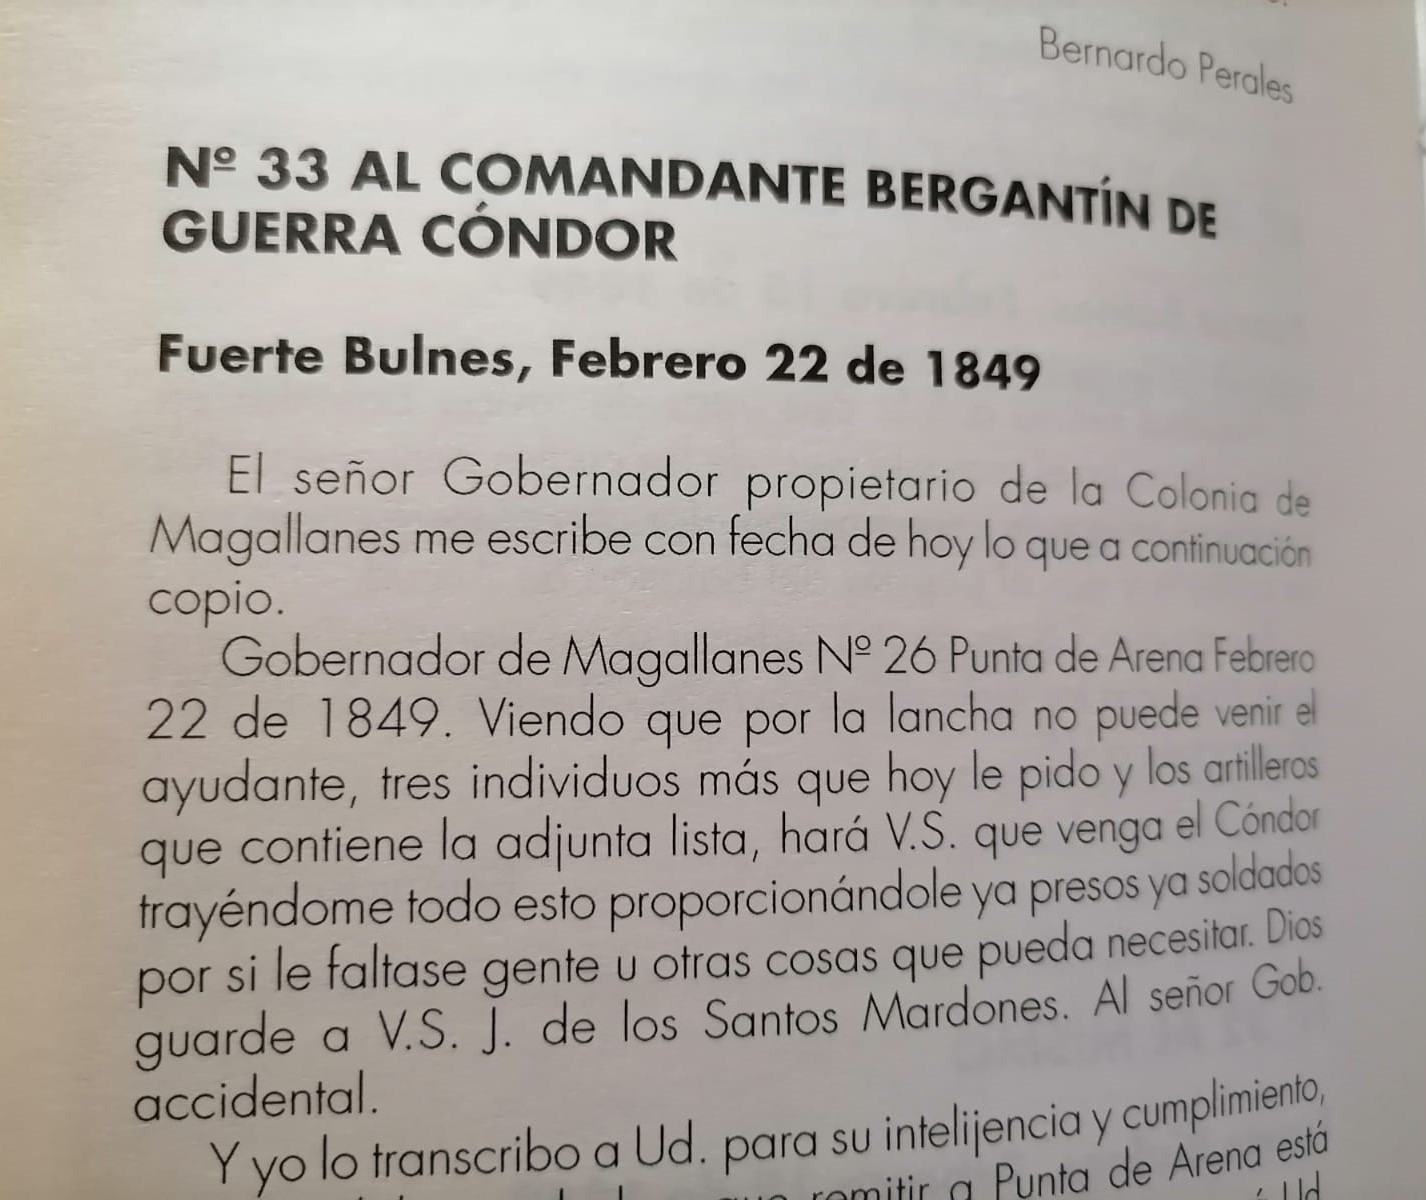 Bernardo Perales
Nº 33 AL COMANDANTE BERGANTÍN DE
GUERRA CÓNDOR
Fuerte Bulnes, Febrero 22 de 1849
El señor Gobernador propietario de la Colonia de
Magallanes me escribe con fecha de hoy lo que a continuación
copio.
Gobernador de Magallanes Nº 26 Punta de Arena Febrero
22 de 1849. Viendo que por la lancha no puede venir el
ayudante, tres individuos más que hoy le pido y los artilleros
que contiene la adjunta lista, hará V.S. que venga el Cóndor
trayéndome todo esto proporcionándole ya presos ya soldados
por si le faltase gente u otras cosas que pueda necesitar. Dios
guarde a V.S. J. de los Santos Mardones. Al señor Gob.
accidental.
Y yo lo transcribo a Ud. para su intelijencia y cumplimiento,
remitir a Punta de Arena está
Ud.